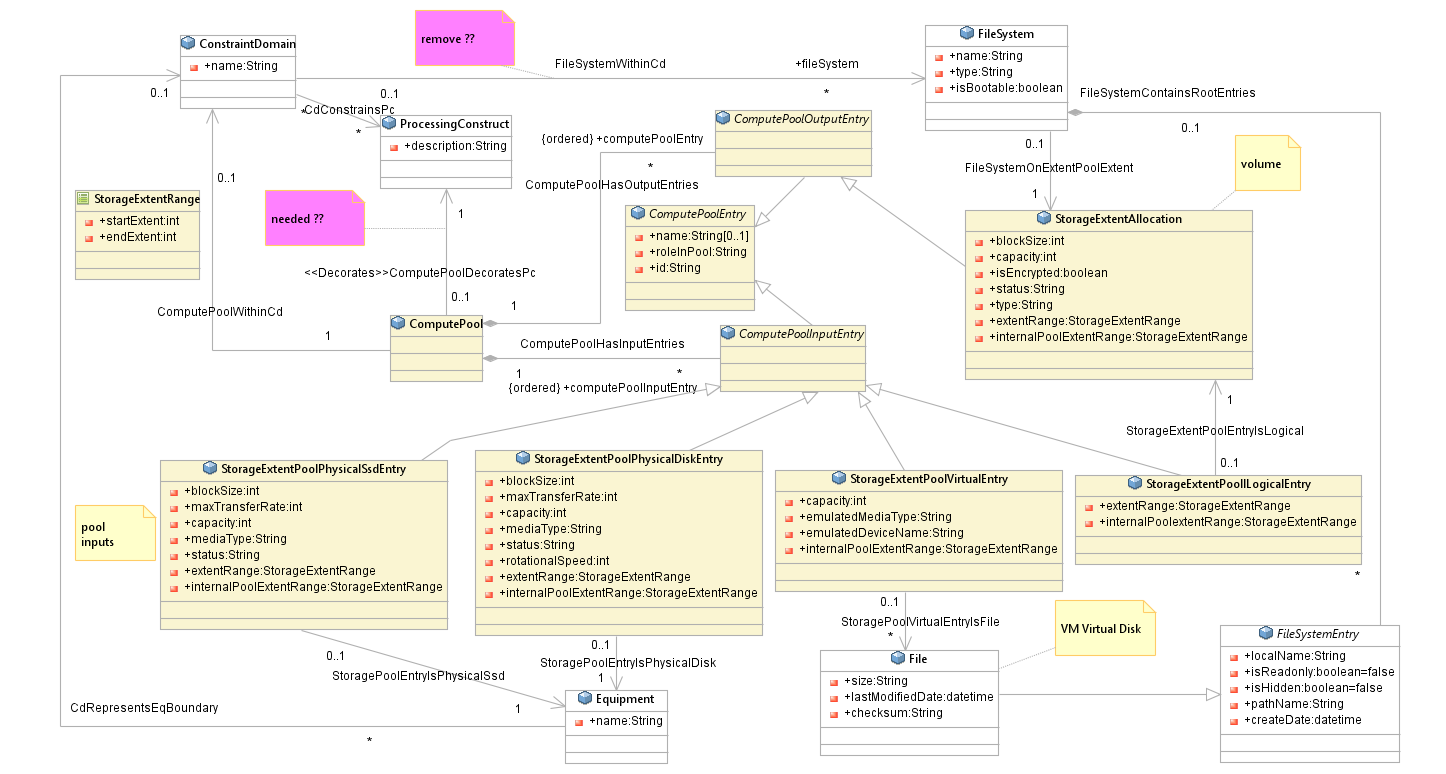 ConstraintDomain
+name:String
remove ??
FileSystemWithinCd
+fileSystem
*
0..1
FileSystem
+name:String
+type:String
+isBootable:boolean
FileSystemContainsRootEntries
0..1
0..1
CdConstrainsPc
*
*
ProcessingConstruct
+description:String
ComputePoolOutputEntry
{ordered} +computePoolEntry
*
ComputePoolHasOutputEntries
0..1
FileSystemOnExtentPoolExtent
1
volume
0..1
StorageExtentRange
+startExtent:int
+endExtent:int
needed ??
1
<<Decorates>>ComputePoolDecoratesPc
0..1
1
ComputePoolEntry
+name:String[0..1]
+roleInPool:String
+id:String
StorageExtentAllocation
+blockSize:int
+capacity:int
+isEncrypted:boolean
+status:String
+type:String
+extentRange:StorageExtentRange
+internalPoolExtentRange:StorageExtentRange
ComputePoolWithinCd
1
ComputePool
ComputePoolHasInputEntries
1
*
{ordered} +computePoolInputEntry
ComputePoolInputEntry
1
StorageExtentPoolEntryIsLogical
0..1
StorageExtentPoolPhysicalSsdEntry
+blockSize:int
+maxTransferRate:int
+capacity:int
+mediaType:String
+status:String
+extentRange:StorageExtentRange
+internalPoolExtentRange:StorageExtentRange
StorageExtentPoolPhysicalDiskEntry
+blockSize:int
+maxTransferRate:int
+capacity:int
+mediaType:String
+status:String
+rotationalSpeed:int
+extentRange:StorageExtentRange
+internalPoolExtentRange:StorageExtentRange
StorageExtentPoolVirtualEntry
+capacity:int
+emulatedMediaType:String
+emulatedDeviceName:String
+internalPoolExtentRange:StorageExtentRange
StorageExtentPoolILogicalEntry
+extentRange:StorageExtentRange
+internalPoolextentRange:StorageExtentRange
*
pool
inputs
0..1
StoragePoolEntryIsPhysicalSsd
1
0..1
StoragePoolEntryIsPhysicalDisk
1
0..1
StoragePoolVirtualEntryIsFile
*
VM Virtual Disk
CdRepresentsEqBoundary
*
Equipment
+name:String
File
+size:String
+lastModifiedDate:datetime
+checksum:String
FileSystemEntry
+localName:String
+isReadonly:boolean=false
+isHidden:boolean=false
+pathName:String
+createDate:datetime